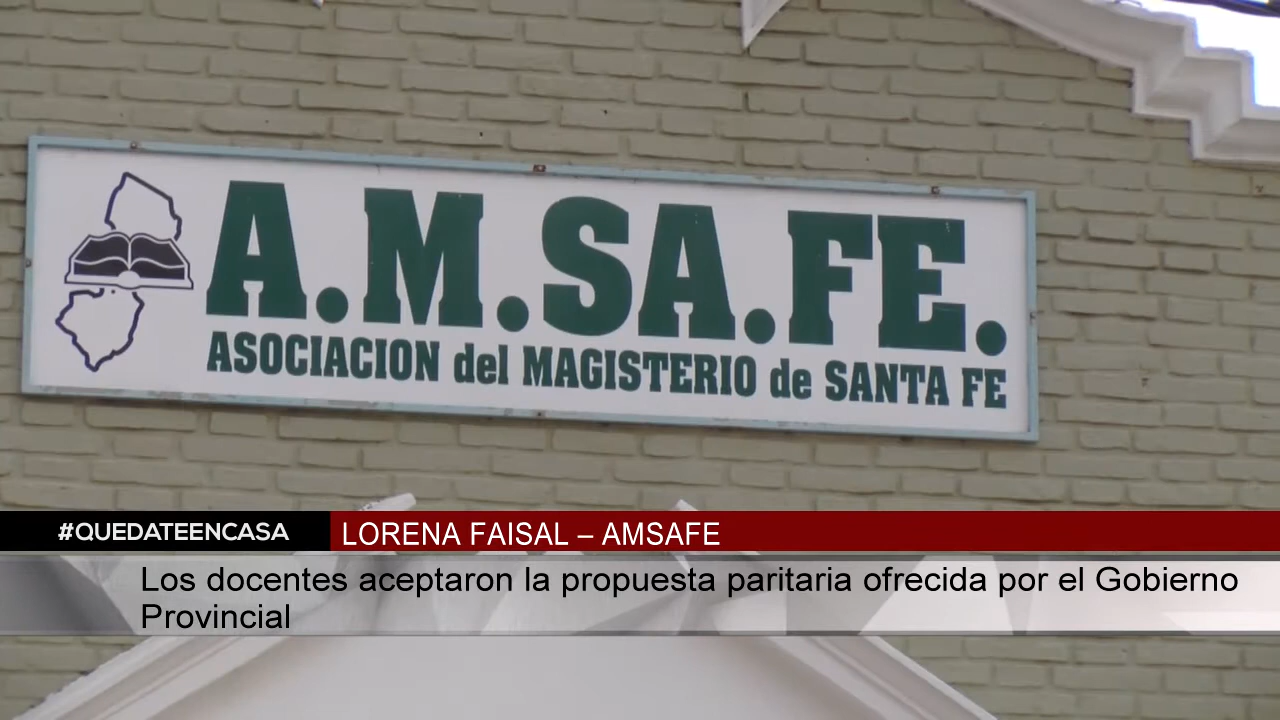 A.M.SA.FE.
ASOCIACION del MAGISTERIO de SANTA FE
#QUEDATEENCASA
LORENA FAISAL – AMSAFE
Los docentes aceptaron la propuesta paritaria ofrecida por el Gobierno
Provincial